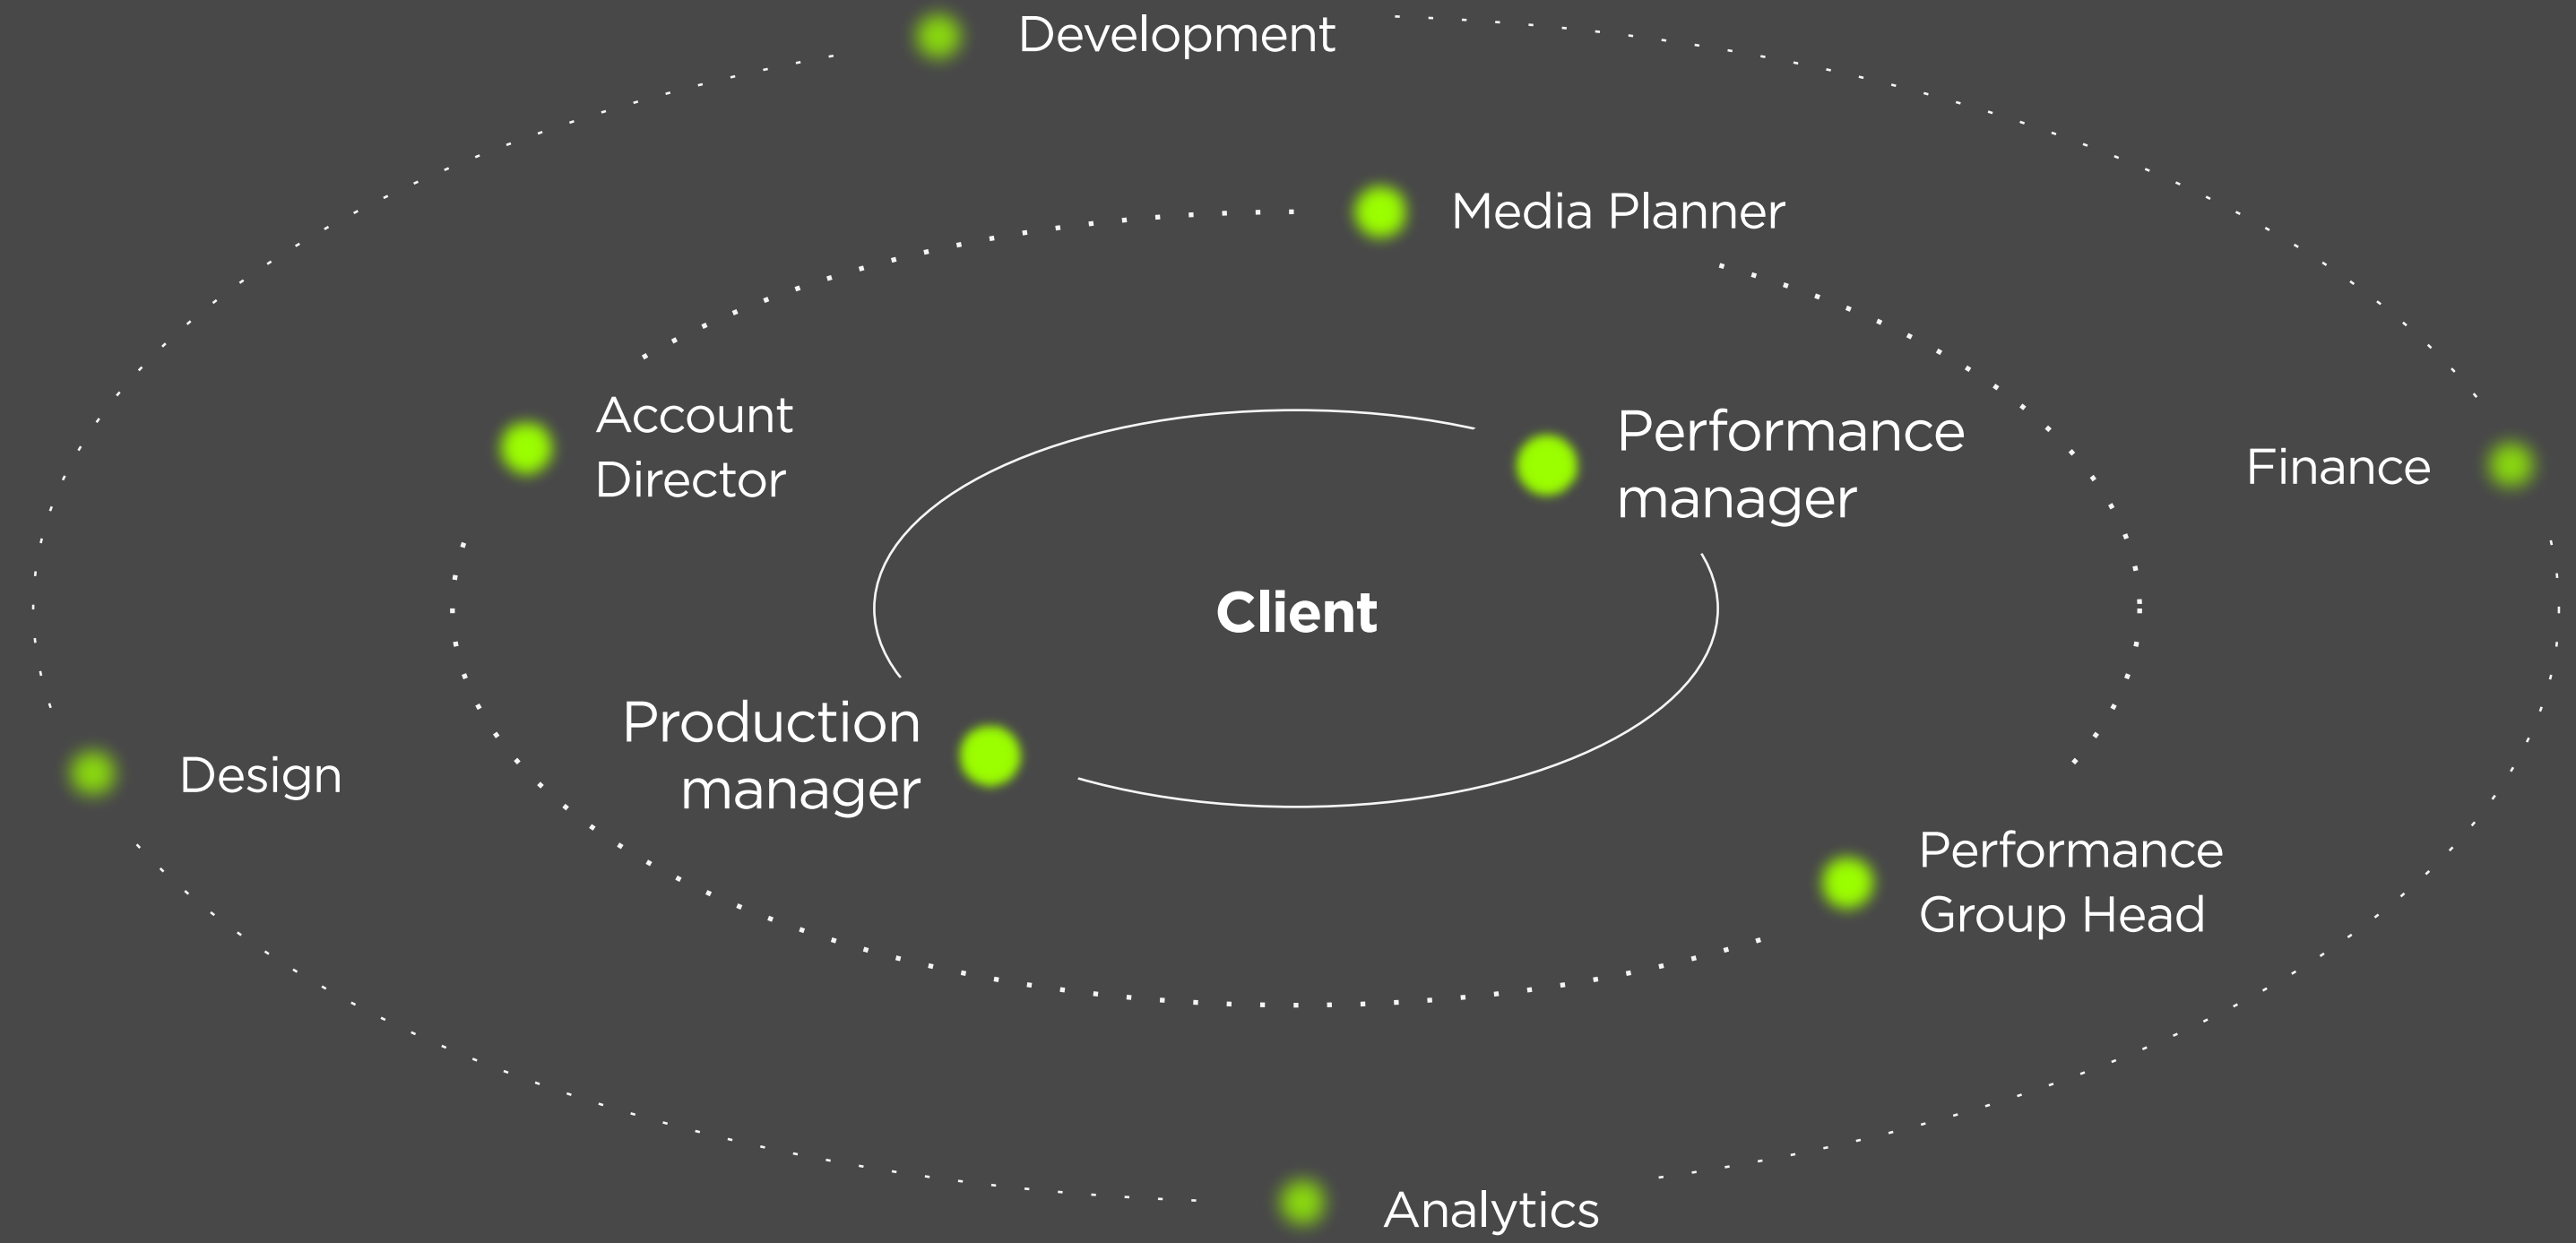 Development
Media Planner
Account
Director
Performance
manager
Finance
Client
Production
manager
Design
Performance
Group Head
Analytics